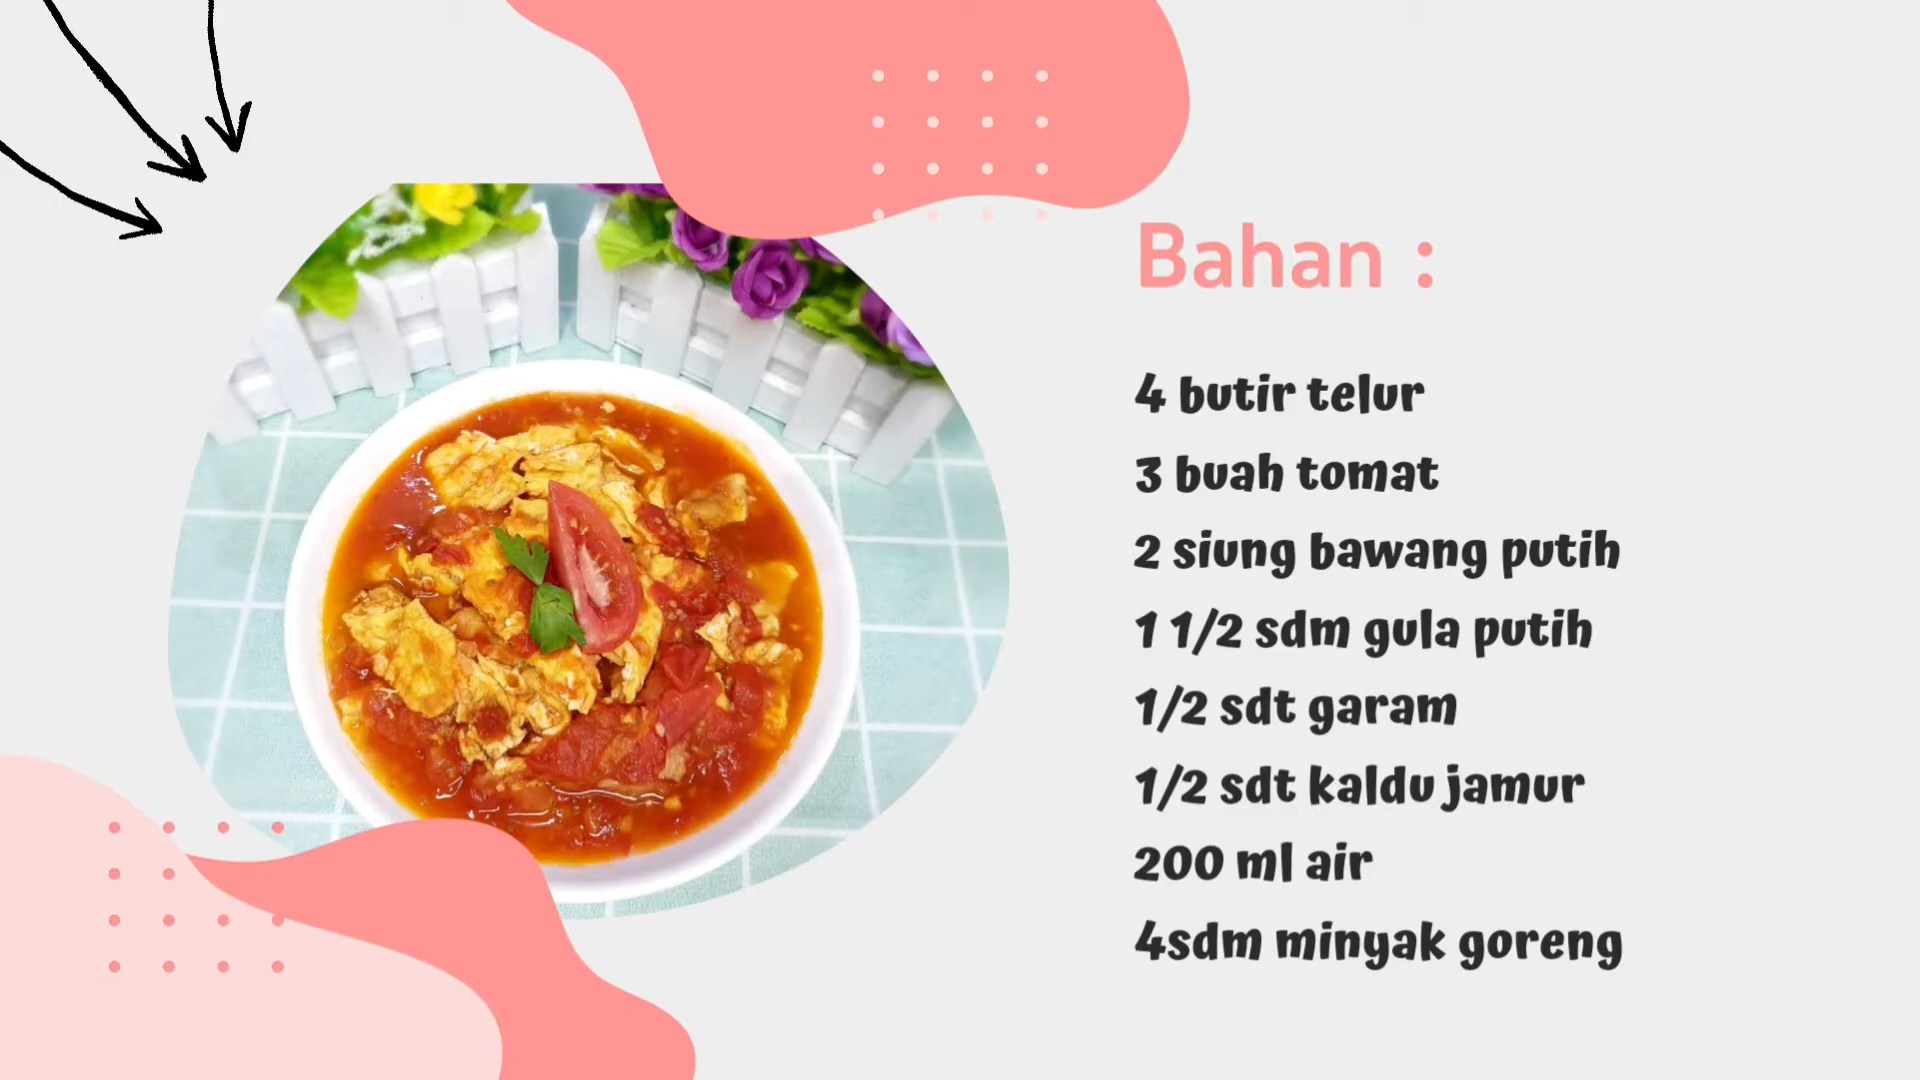 Bahan :
4 butir telur
3 buah tomat
2 siung bawang putih
1 1/2 sdm gula putih
1/2 sdt garam
1/2 sdt kaldu jamur
200 ml air
4sdm minyak goreng